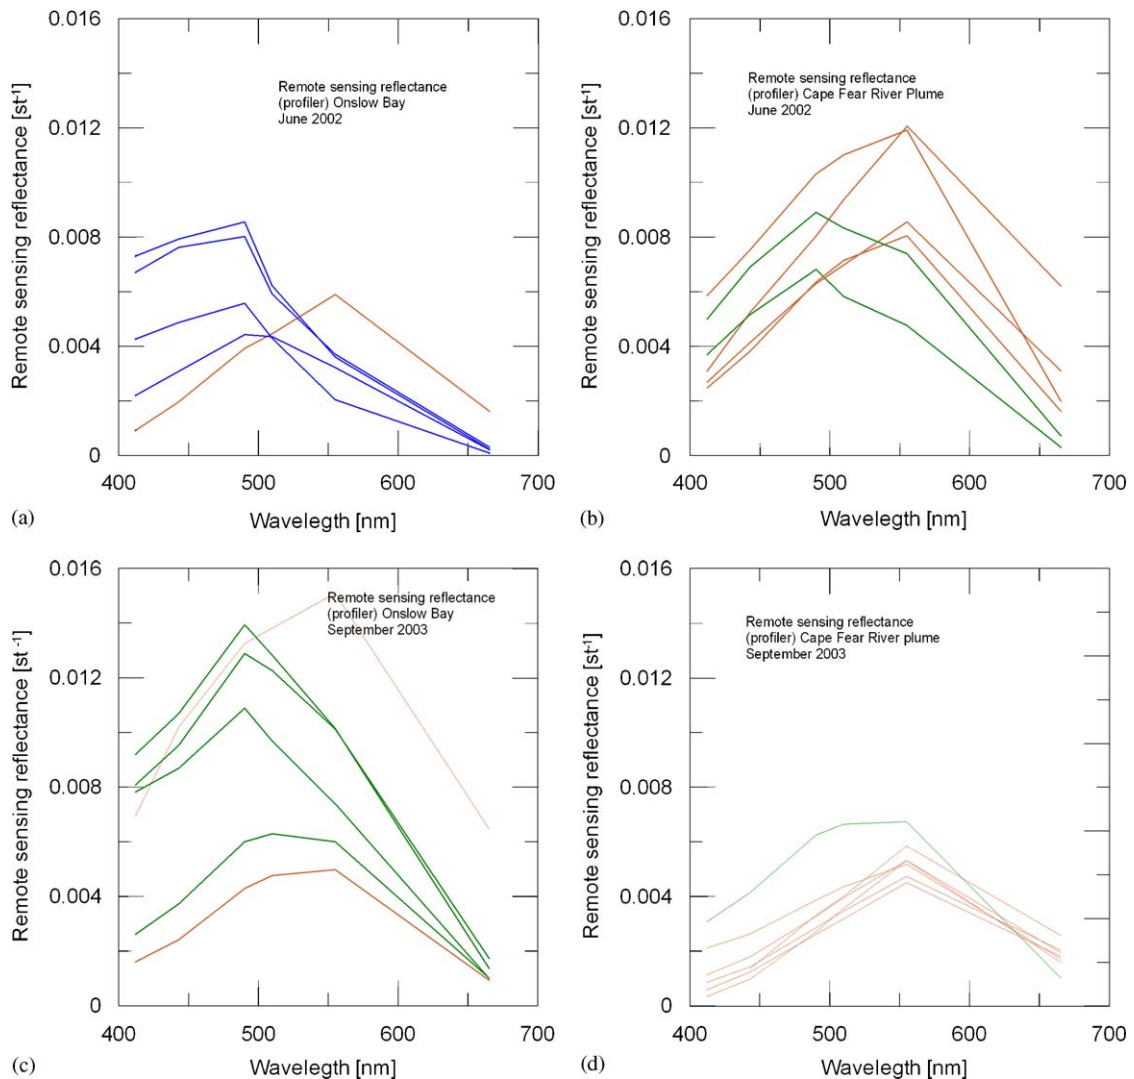 0.016
0.012
0.008
0.004
0
Remote sensing reflectance [st⁻¹]
Remote sensing reflectance
(profiler) Onslow Bay
June 2002
400 500 600 700
(a)
Wavelegth [nm]
0.016
0.012
0.008
0.004
0
Remote sensing reflectance [st⁻¹]
Remote sensing reflectance
(profiler) Cape Fear River Plume
June 2002
400 500 600 700
(b)
Wavelegth [nm]
0.016
0.012
0.008
0.004
0
Remote sensing reflectance [st ⁻¹]
Remote sensing reflectance
(profiler) Onslow Bay
September 2003
400 500 600 700
(c)
Wavelegth [nm]
0.016
0.012
0.008
0.004
0
Remote sensing reflectance [st⁻¹]
Remote sensing reflectance
(profiler) Cape Fear River plume
September 2003
400 500 600 700
(d)
Wavelegth [nm]